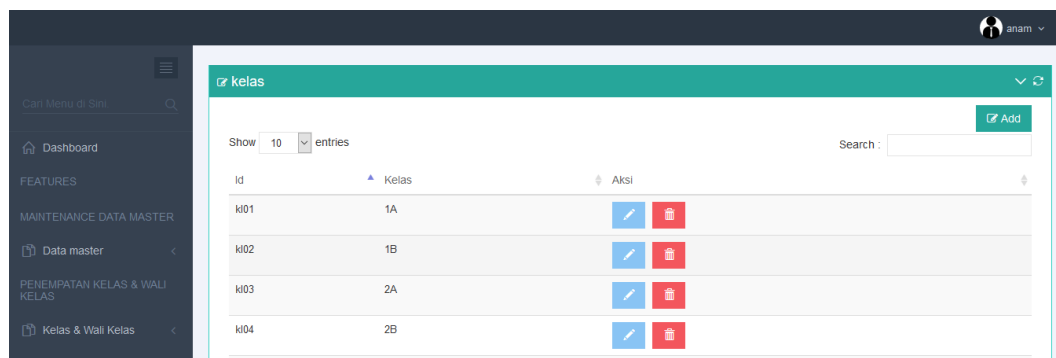 anam
kelas
Cari Menu di Sini.
Add
Show 10 entries
Search :
Dashboard
FEATURES
Id Kelas Aksi
kl01 1A
MAINTENANCE DATA MASTER
Data master
kl02 1B
PENEMPATAN KELAS & WALI
KELAS
kl03 2A
Kelas & Wali Kelas
kl04 2B